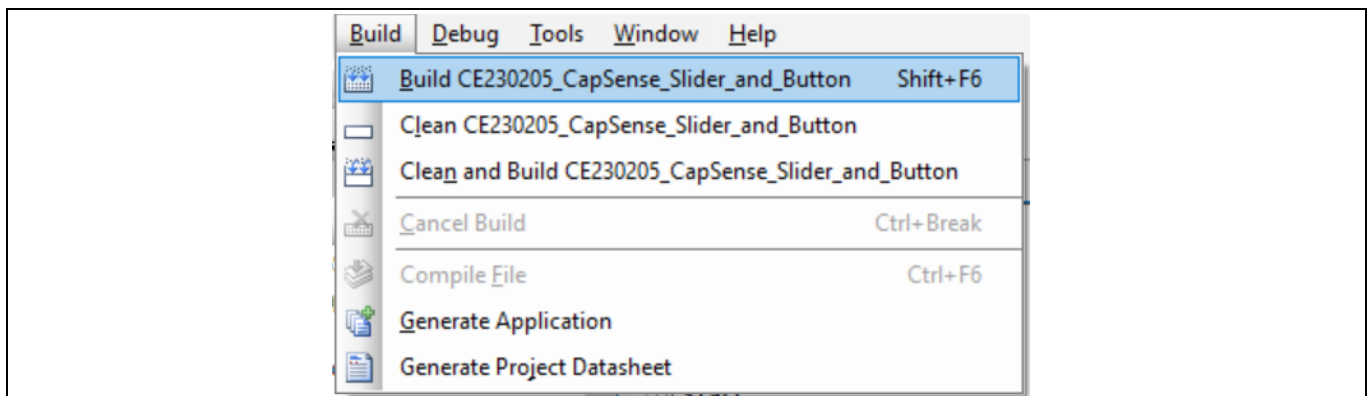 Build Debug Tools Window Help
Build CE230205_CapSense_Slider_and_Button Shift+F6
Clean CE230205_CapSense_Slider_and_Button
Clean and Build CE230205_CapSense_Slider_and_Button
Cancel Build Ctrl+Break
Compile File Ctrl+F6
Generate Application
Generate Project Datasheet